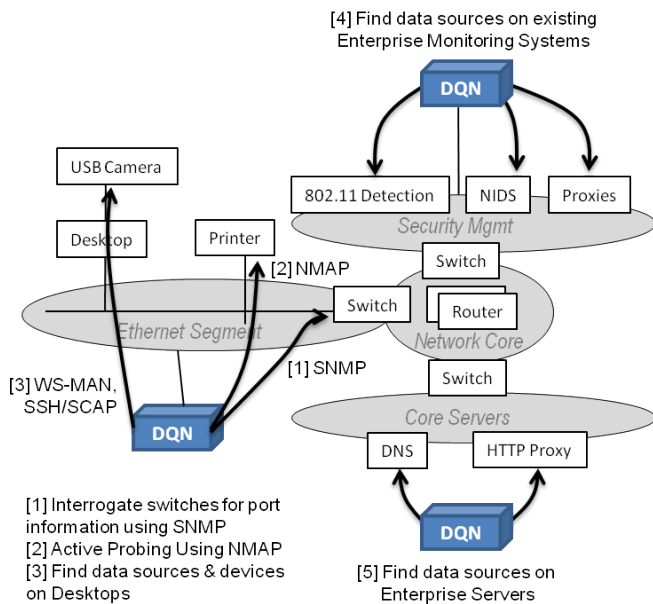 [4] Find data sources on existing
Enterprise Monitoring Systems
DQN
USB Camera
802.11 Detection
NIDS
Proxies
Desktop
Printer
Security Mgmt
[2] NMAP
Switch
Switch
Router
Ethernet Segment
Network Core
[1] SNMP
Switch
[3] WS-MAN,
SSH/SCAP
Core Servers
DQN
DNS
HTTP Proxy
[1] Interrogate switches for port
information using SNMP
[2] Active Probing Using NMAP
[3] Find data sources & devices
on Desktops
DQN
[5] Find data sources on
Enterprise Servers